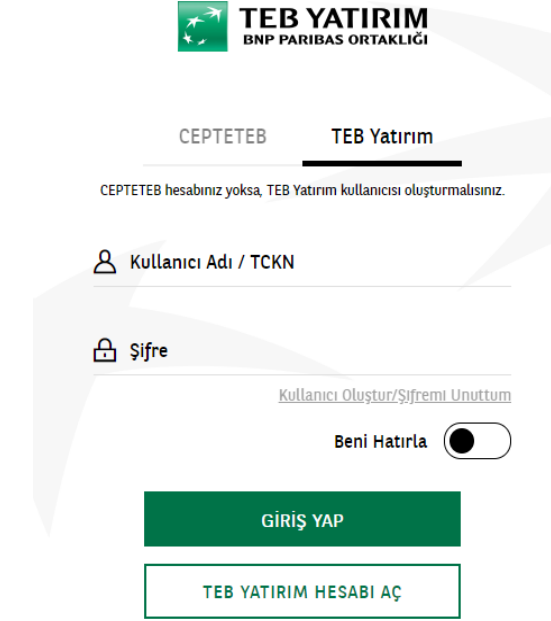 TEB YATIRIM
BNP PARIBAS ORTAKLIĞI
CEPTETEB TEB Yatırım
CEPTETEB hesabınız yoksa, TEB Yatırım kullanıcısı oluşturmalısınız.
Kullanıcı Adı / TCKN
Şifre
Kullanıcı Oluştur/Şifremi Unuttum
Beni Hatırla
GİRİŞ YAP
TEB YATIRIM HESABI AÇ